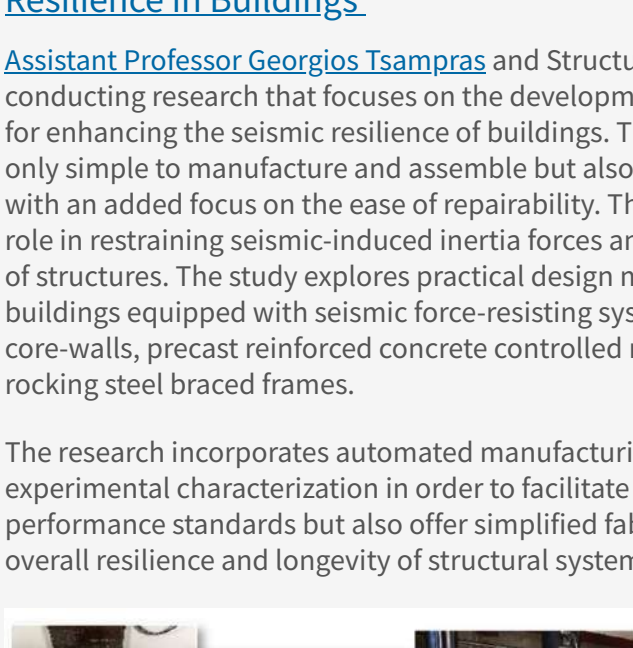 Resilience in Buildings
Assistant Professor Georgios Tsampras and Structu
conducting research that focuses on the developm
for enhancing the seismic resilience of buildings. T
only simple to manufacture and assemble but also
with an added focus on the ease of repairability. Th
role in restraining seismic-induced inertia forces an
of structures. The study explores practical design m
buildings equipped with seismic force-resisting sys
core-walls, precast reinforced concrete controlled r
rocking steel braced frames.
The research incorporates automated manufacturi
experimental characterization in order to facilitate
performance standards but also offer simplified fab
overall resilience and longevity of structural system